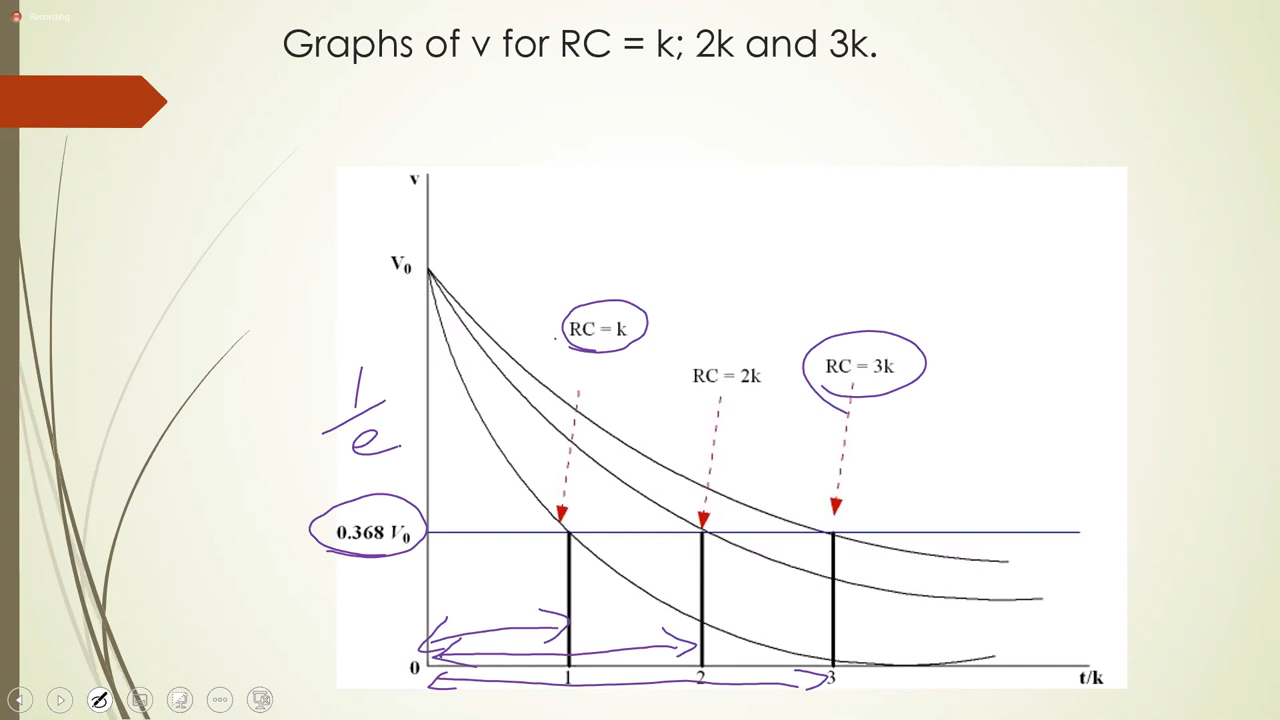 Recording
Graphs of v for RC = k; 2k and 3k.
v
V₀
RC = k
RC = 2k
RC = 3k
1/e
0.368 V₀
0
1
2
3
t/k